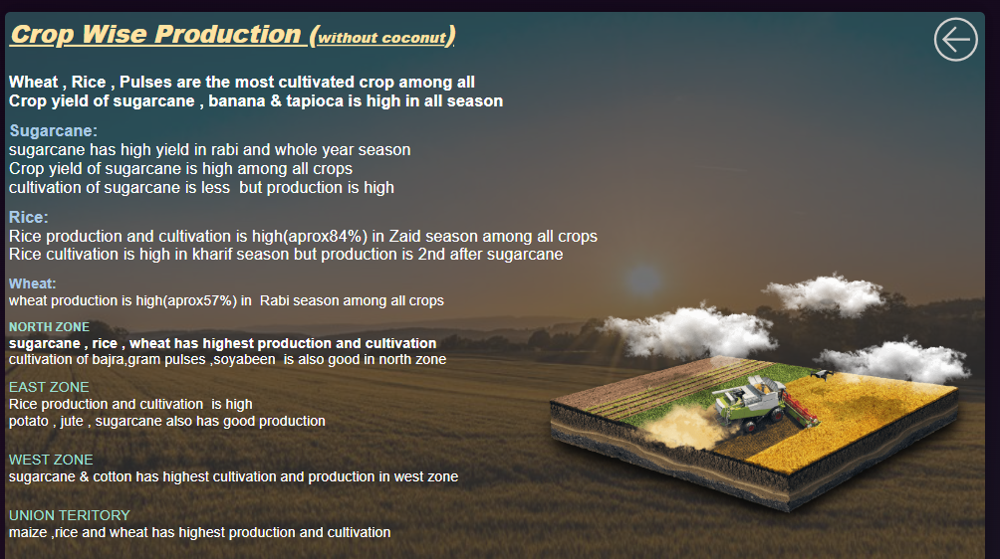 Crop Wise Production (without coconut)
Wheat , Rice , Pulses are the most cultivated crop among all
Crop yield of sugarcane , banana & tapioca is high in all season
Sugarcane:
sugarcane has high yield in rabi and whole year season
Crop yield of sugarcane is high among all crops
cultivation of sugarcane is less  but production is high
Rice:
Rice production and cultivation is high(aprox84%) in Zaid season among all crops
Rice cultivation is high in kharif season but production is 2nd after sugarcane
Wheat:
wheat production is high(aprox57%) in  Rabi season among all crops
NORTH ZONE
sugarcane , rice , wheat has highest production and cultivation
cultivation of bajra,gram pulses ,soyabeen  is also good in north zone
EAST ZONE
Rice production and cultivation  is high
potato , jute , sugarcane also has good production
WEST ZONE
sugarcane & cotton has highest cultivation and production in west zone
UNION TERITORY
maize ,rice and wheat has highest production and cultivation